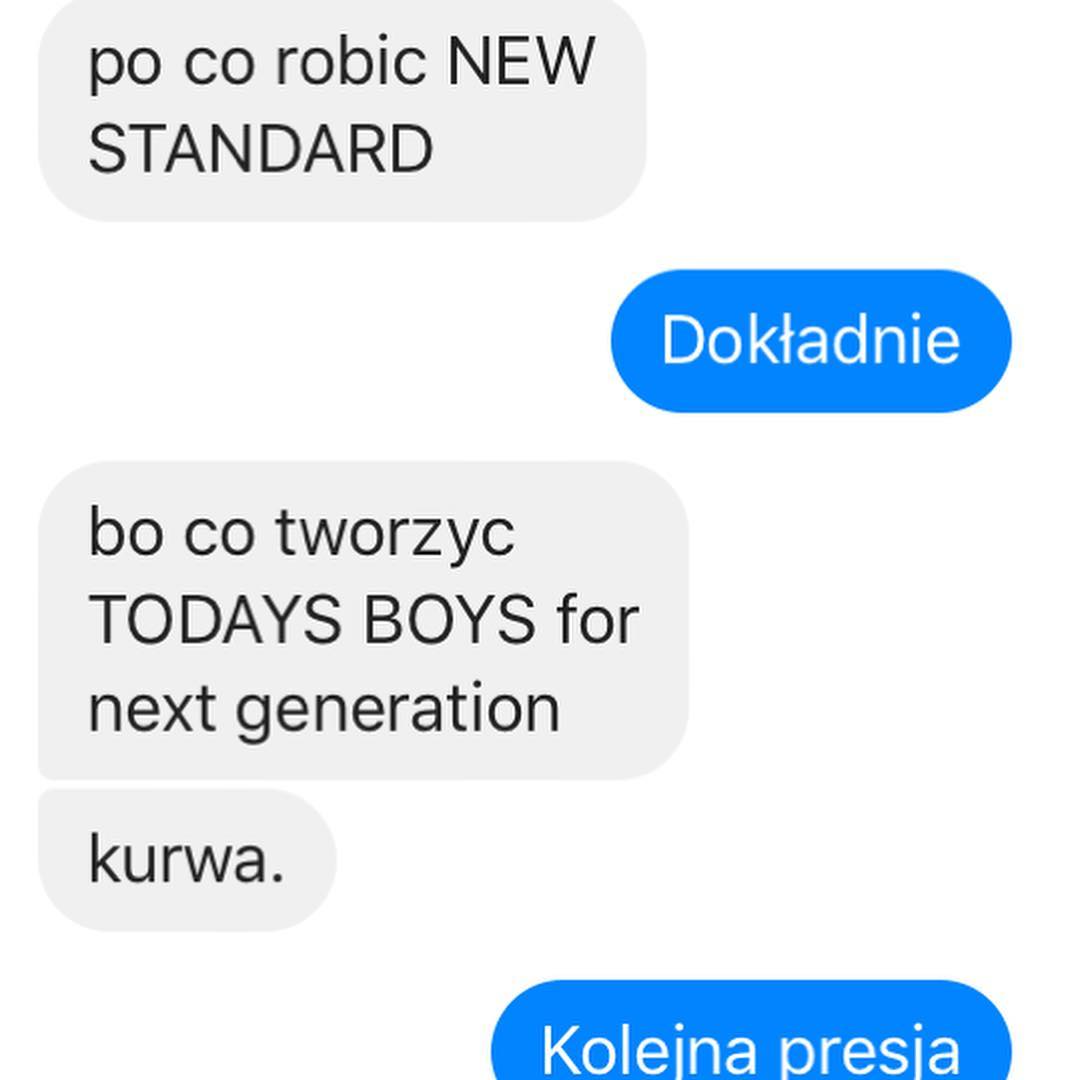 po co robic NEW
STANDARD
Dokładnie
bo co tworzyc
TODAYS BOYS for
next generation
kurwa.
Kolejna presja